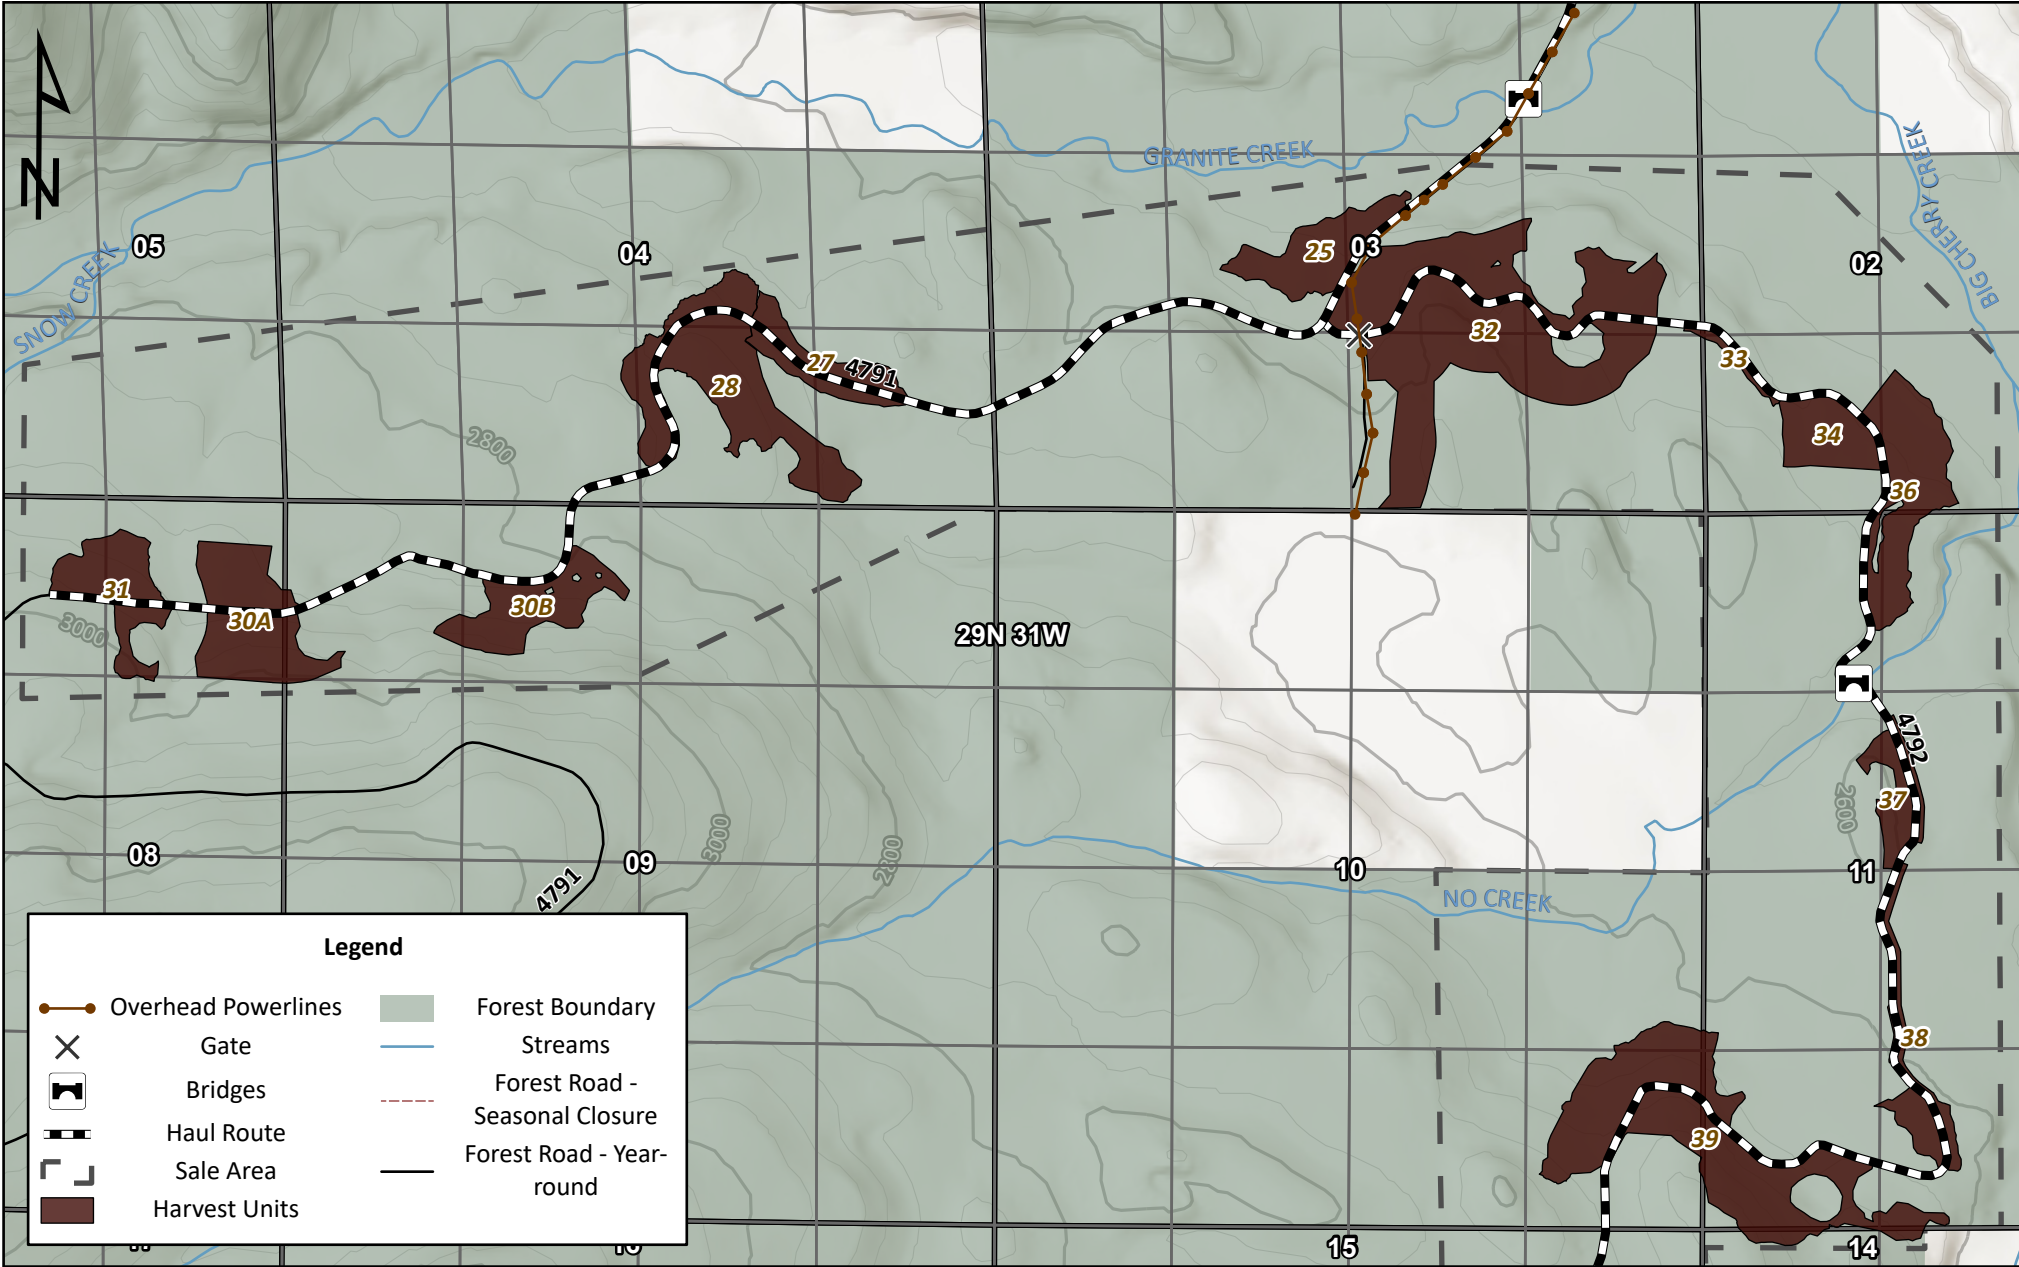 N
GRANITE CREEK
BIG CHERRY CREEK
SNOW CREEK
05
04
25
03
02
32
27
4791
28
33
34
2800
36
31
30A
30B
3000
29N 31W
4792
37
2600
3000
2800
08
09
10
11
4791
NO CREEK
38
39
15
14
Legend
Overhead Powerlines
Gate
Bridges
Haul Route
Sale Area
Harvest Units
Forest Boundary
Streams
Forest Road -
Seasonal Closure
Forest Road - Year-
round